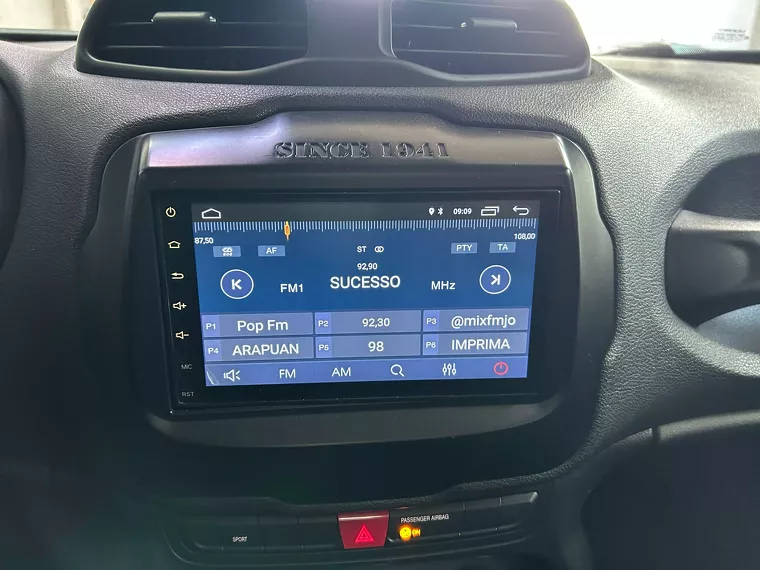 SINCE 1941
09:09
87,50
108,00
AF
ST
PTY
TA
92,90
FM1
SUCESSO
MHz
P1 Pop Fm
P2 92,30
P3 @mixfmjo
P4 ARAPUAN
P5 98
P6 IMPRIMA
FM
AM
MIC
RST
SPORT
PASSENGER AIRBAG
ON